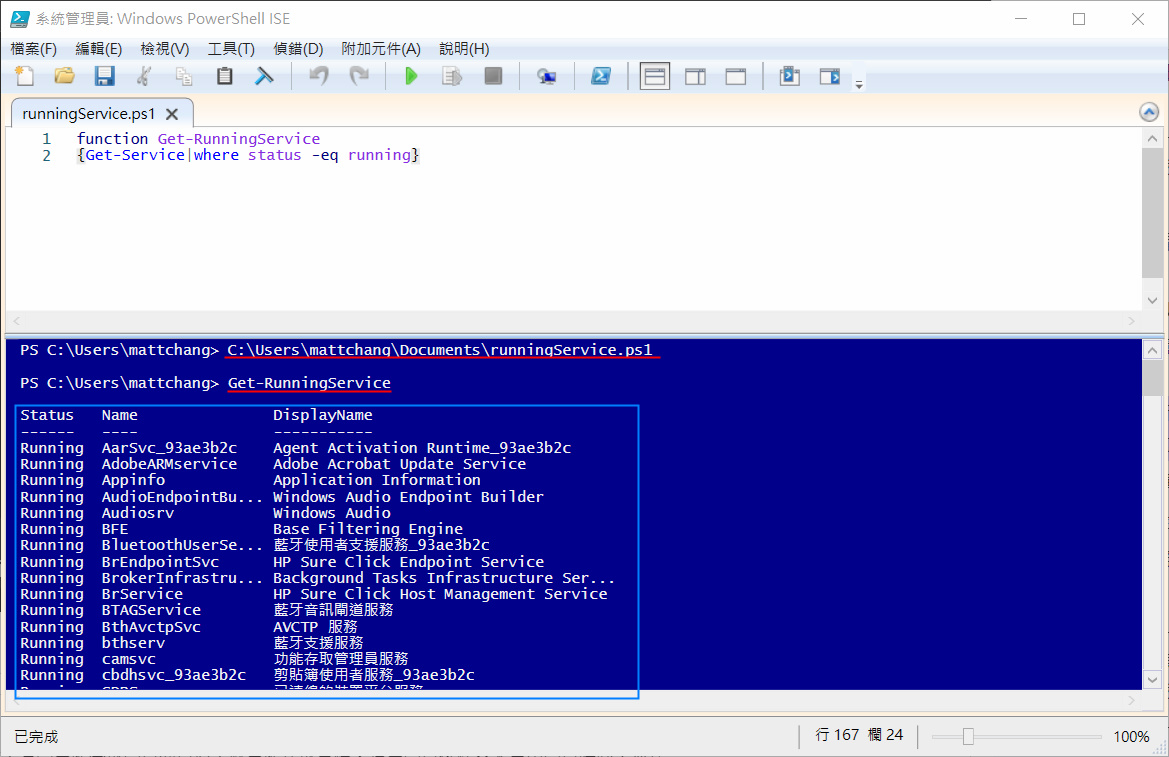 系統管理員: Windows PowerShell ISE
檔案(F) 編輯(E) 檢視(V) 工具(T) 偵錯(D) 附加元件(A) 說明(H)
runningService.ps1
1 function Get-RunningService
2 {Get-Service|where status -eq running}
PS C:\Users\mattchang> C:\Users\mattchang\Documents\runningService.ps1
PS C:\Users\mattchang> Get-RunningService
Status Name DisplayName
------ ---- -----------
Running AarSvc_93ae3b2c Agent Activation Runtime_93ae3b2c
Running AdobeARMservice Adobe Acrobat Update Service
Running Appinfo Application Information
Running AudioEndpointBu... Windows Audio Endpoint Builder
Running Audiosrv Windows Audio
Running BFE Base Filtering Engine
Running BluetoothUserSe... 藍牙使用者支援服務_93ae3b2c
Running BrEndpointSvc HP Sure Click Endpoint Service
Running BrokerInfrastru... Background Tasks Infrastructure Ser...
Running BrService HP Sure Click Host Management Service
Running BTAGService 藍牙音訊閘道服務
Running BthAvctpSvc AVCTP 服務
Running bthserv 藍牙支援服務
Running camsvc 功能存取管理員服務
Running cbdhsvc_93ae3b2c 剪貼簿使用者服務_93ae3b2c
已完成
行 167 欄 24
100%